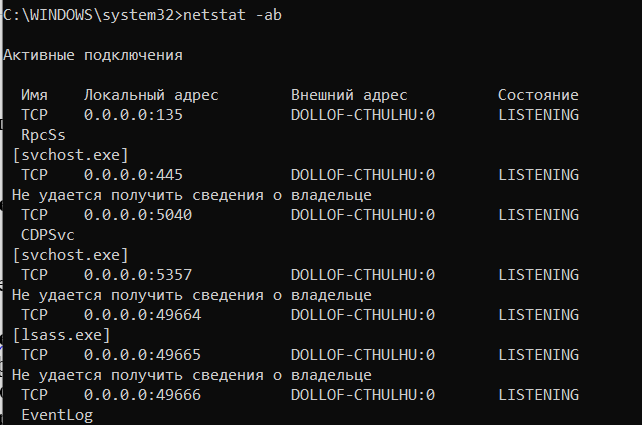 C:\WINDOWS\system32>netstat -ab
Активные подключения
Имя Локальный адрес Внешний адрес Состояние
TCP 0.0.0.0:135 DOLLOF-CTHULHU:0 LISTENING
RpcSs
[svchost.exe]
TCP 0.0.0.0:445 DOLLOF-CTHULHU:0 LISTENING
Не удается получить сведения о владельце
TCP 0.0.0.0:5040 DOLLOF-CTHULHU:0 LISTENING
CDPSvc
[svchost.exe]
TCP 0.0.0.0:5357 DOLLOF-CTHULHU:0 LISTENING
Не удается получить сведения о владельце
TCP 0.0.0.0:49664 DOLLOF-CTHULHU:0 LISTENING
[lsass.exe]
TCP 0.0.0.0:49665 DOLLOF-CTHULHU:0 LISTENING
Не удается получить сведения о владельце
TCP 0.0.0.0:49666 DOLLOF-CTHULHU:0 LISTENING
EventLog